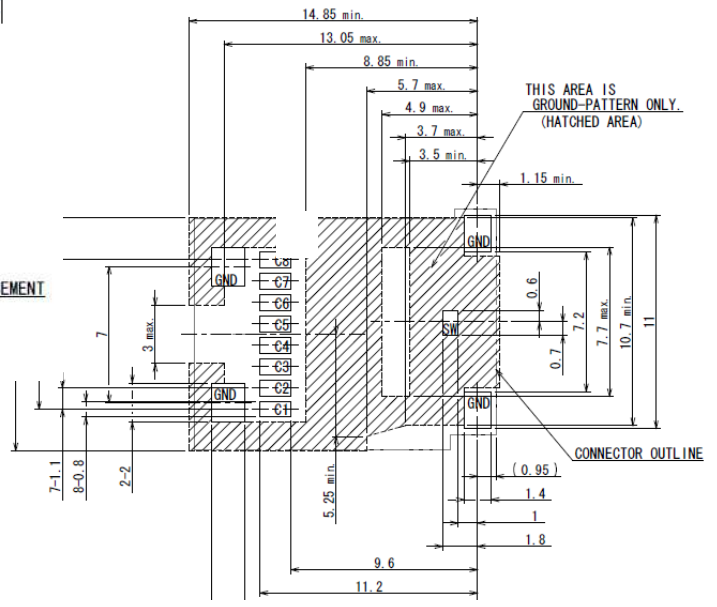 14.85 min.
13.05 max.
8.85 min.
5.7 max.
THIS AREA IS
GROUND-PATTERN ONLY.
(HATCHED AREA)
4.9 max.
3.7 max.
3.5 min.
1.15 min.
GND
C8
GND
C7
EMENT
C6
C5
SW
C4
C3
GND
C2
GND
C1
7
3 max.
0.6
0.7
7.2
7.7 max.
10.7 min.
11
CONNECTOR OUTLINE
7-1.1
8-0.8
2-2
5.25 min.
(0.95)
1.4
1
1.8
9.6
11.2